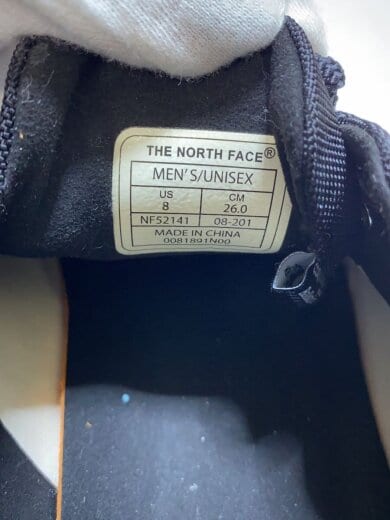 THE NORTH FACE®
MEN'S/UNISEX
US CM
8 26.0
NF52141 08-201
MADE IN CHINA
0081891N00